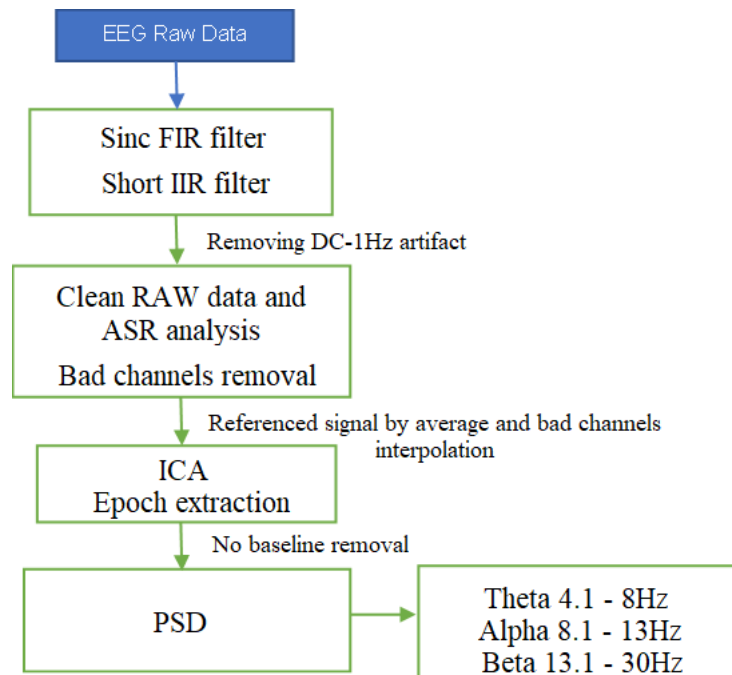 EEG Raw Data
Sinc FIR filter
Short IIR filter
Removing DC-1Hz artifact
Clean RAW data and
ASR analysis
Bad channels removal
Referenced signal by average and bad channels
interpolation
ICA
Epoch extraction
No baseline removal
PSD
Theta 4.1 - 8Hz
Alpha 8.1 - 13Hz
Beta 13.1 - 30Hz